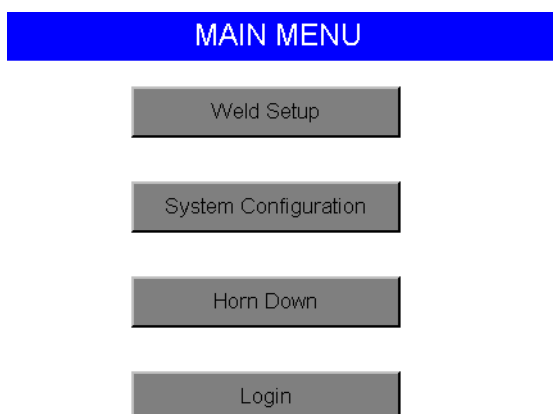 MAIN MENU
Weld Setup
System Configuration
Horn Down
Login